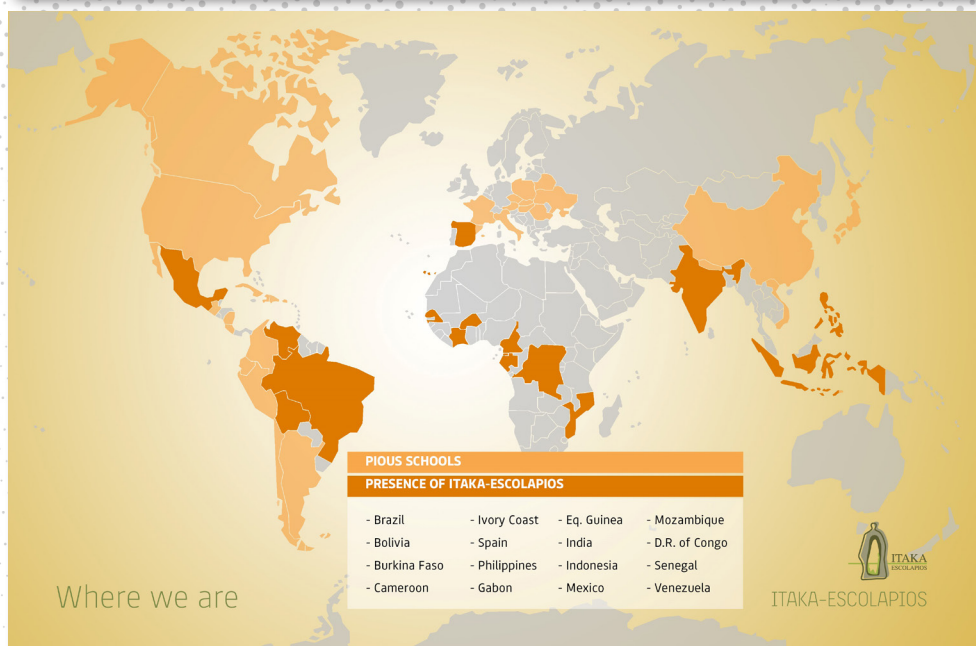 PIOUS SCHOOLS
PRESENCE OF ITAKA-ESCOLAPIOS
- Brazil
- Bolivia
- Burkina Faso
- Cameroon
- Ivory Coast
- Spain
- Philippines
- Gabon
- Eq. Guinea
- India
- Indonesia
- Mexico
- Mozambique
- D.R. of Congo
- Senegal
- Venezuela
Where we are
ITAKA
ESCOLAPIOS
ITAKA-ESCOLAPIOS